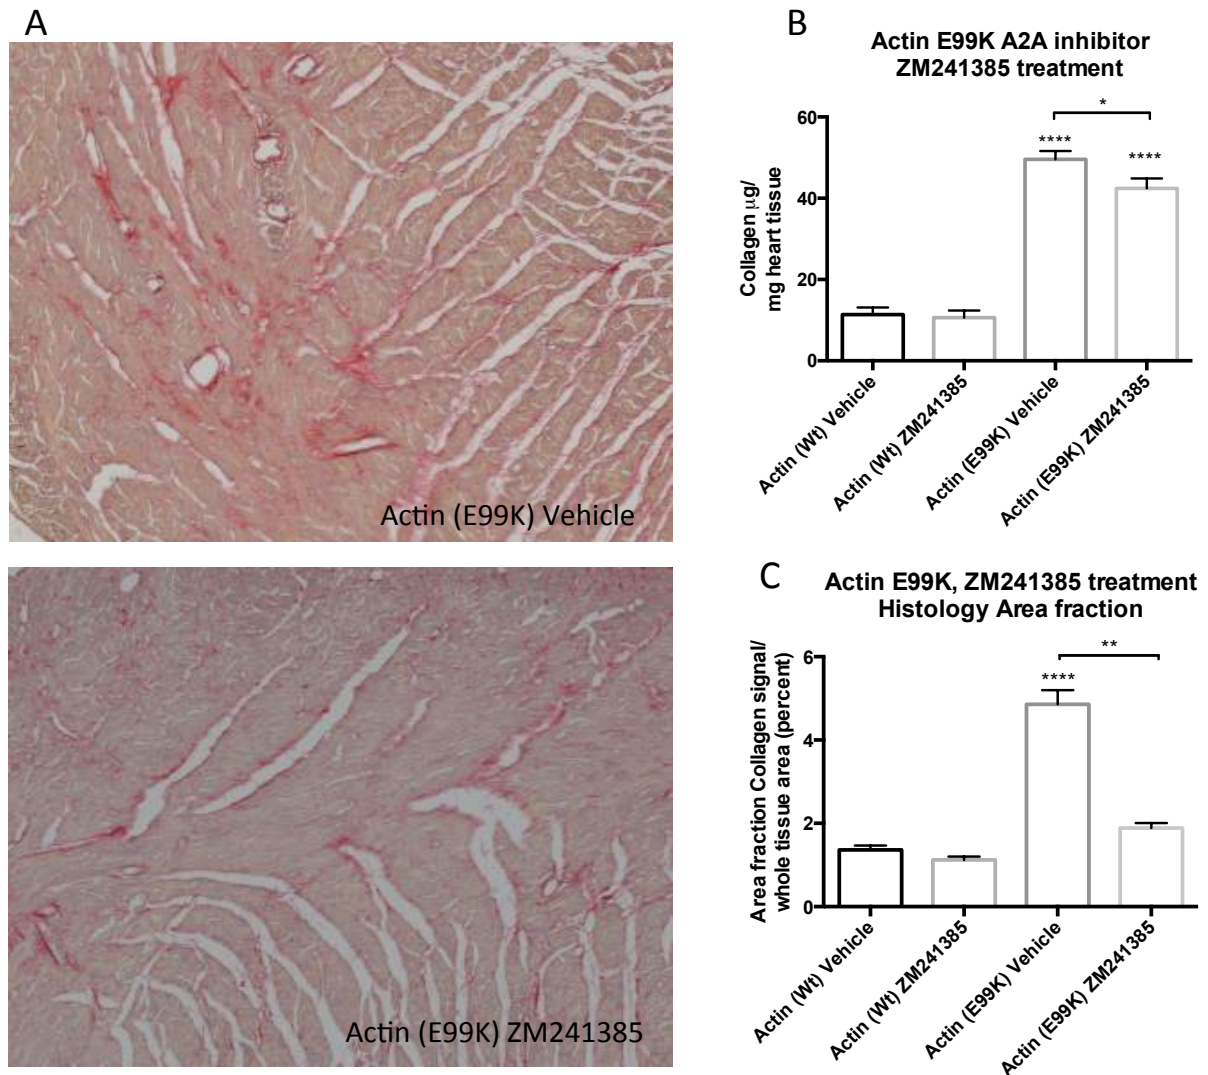 A
Actin (E99K) Vehicle
Actin (E99K) ZM241385
B
Actin E99K A2A inhibitor
ZM241385 treatment
Collagen µg/
mg heart tissue
60
40
20
0
****
*
****
Actin (Wt) Vehicle
Actin (Wt) ZM241385
Actin (E99K) Vehicle
Actin (E99K) ZM241385
C
Actin E99K, ZM241385 treatment
Histology Area fraction
Area fraction Collagen signal/
whole tissue area (percent)
6
4
2
0
****
**
Actin (Wt) Vehicle
Actin (Wt) ZM241385
Actin (E99K) Vehicle
Actin (E99K) ZM241385